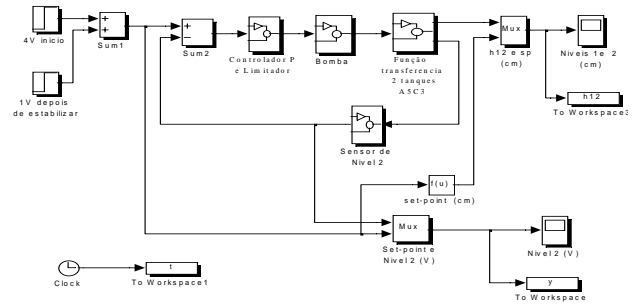 4V inicio
+
+
Sum1
1V depois
de estabilizar
+
−
Sum2
Controlador P
e Limitador
Bomba
Função
transferencia
2 tanques
A5C3
Mux
h12 e sp
(cm)
Niveis 1e 2
(cm)
h12
To Workspace3
Sensor de
Nivel 2
f(u)
set-point (cm)
Mux
Set-point e
Nivel 2 (V)
Nivel 2 (V)
y
To Workspace
Clock
t
To Workspace1